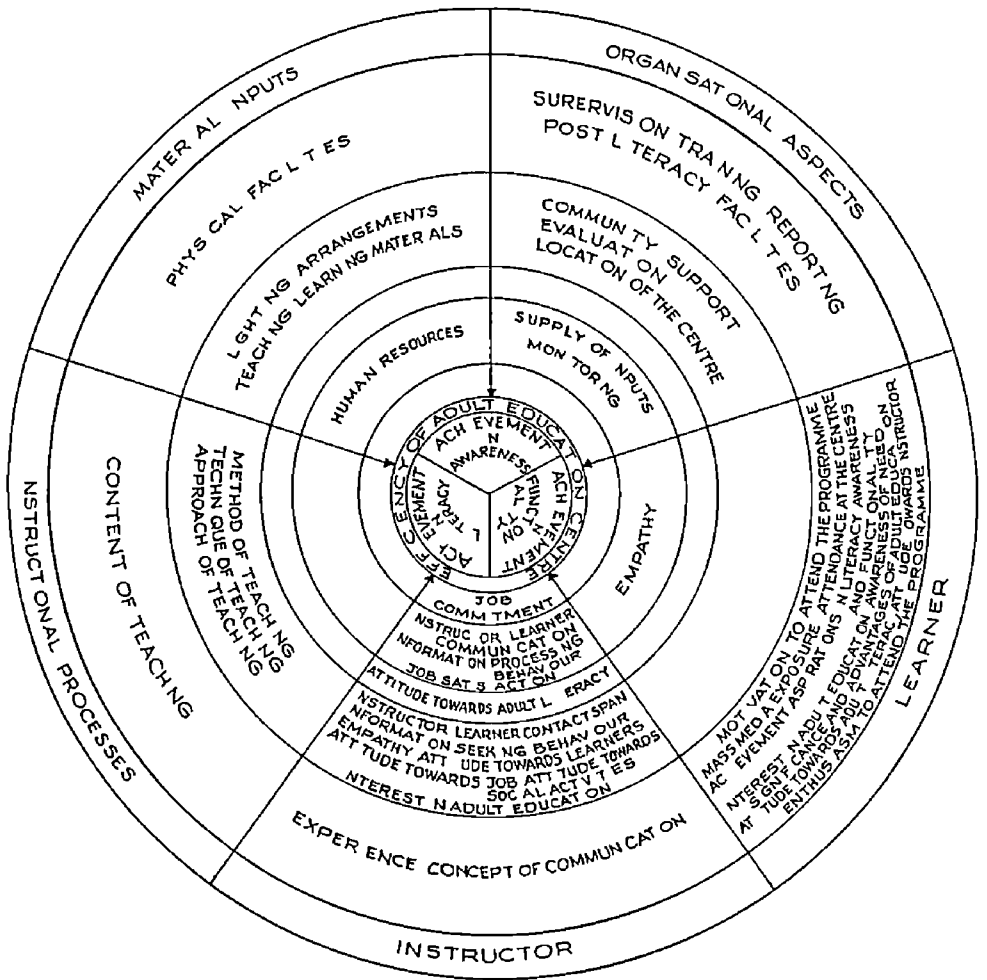 MATER AL NPUTS
PHYS CAL FAC L T ES
L GHT NG ARRANGEMENTS
TEACH NG LEARN NG MATER ALS
HUMAN RESOURCES
ORGAN SAT ONAL ASPECTS
SURERVIS ON TRA N NG REPORT NG
POST L TERACY FAC L T ES
COMMUN TY SUPPORT
EVALUAT ON
LOCAT ON OF THE CENTRE
SUPPLY OF NPUTS
MON TOR NG
EFF C ENCY OF ADULT EDUCAT ON CENTRE
ACH EVEMENT
N
AWARENESS
ACH EVEMENT
N
L TERACY
FUNCT ON
AL TY
N
ACH EVEMENT
NSTRUCT ONAL PROCESSES
CONTENT OF TEACH NG
METHOD OF TEACH NG
TECHN QUE OF TEACH NG
APPROACH OF TEACH NG
EMPATHY
MOT VAT ON TO ATTEND THE PROGRAMME
MASS MED A EXPOSURE ATTENDANCE AT THE CENTRE
AC EVEMENT ASP RAT ONS N LITERACY AWARENESS
AND FUNCT ONAL TY
NTEREST N ADU T EDUCAT ON AWARENESS OF NEED
S GN F CANCE AND ADVANTAGES OF ADULT EDUCA ON
AT TUDE TOWARDS ADU T TERAC ATT UDE OWARDS NSTRUCTOR
ENTHUS ASM TO ATTEND THE PROGRAMME
LEARNER
JOB
COMM TMENT
NSTRUC OR LEARNER
COMMUN CAT ON
NFORMAT ON PROCESS NG
BEHAV OUR
JOB SAT S ACT ON
ATTITUDE TOWARDS ADULT L ERACY
NSTRUCTOR LEARNER CONTACT SPAN
NFORMAT ON SEEK NG BEHAV OUR
EMPATHY ATT UDE TOWARDS LEARNERS
ATT TUDE TOWARDS JOB ATT TUDE TOWARDS
SOC AL ACT V T ES
NTEREST N ADULT EDUCAT ON
EXPER ENCE CONCEPT OF COMMUN CAT ON
INSTRUCTOR